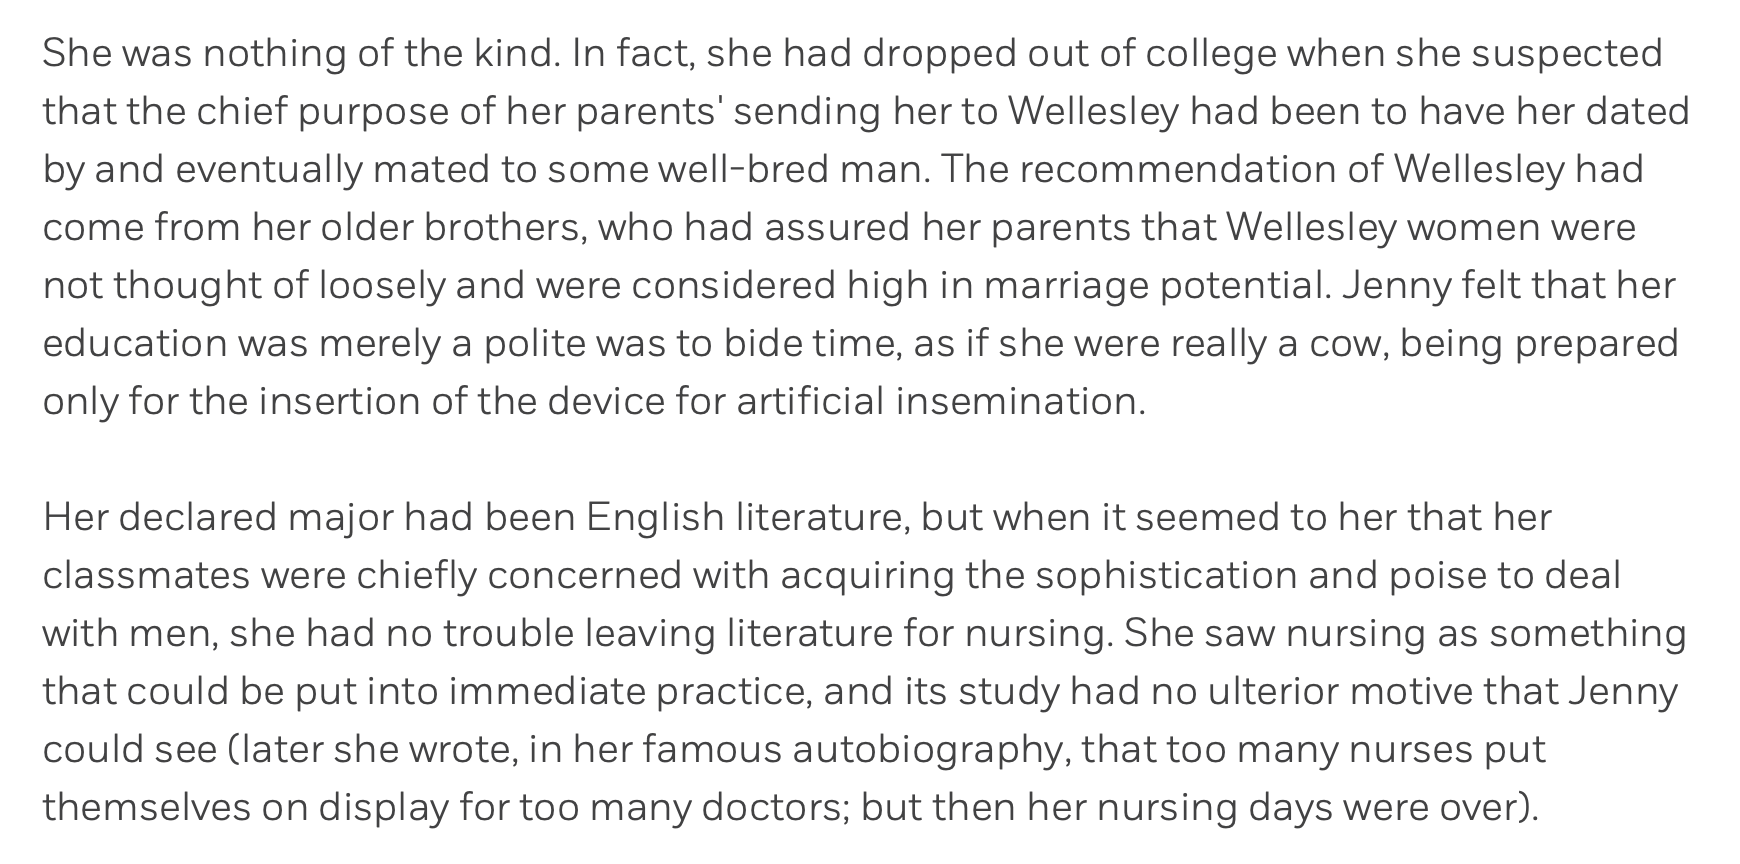 She was nothing of the kind. In fact, she had dropped out of college when she suspected
that the chief purpose of her parents' sending her to Wellesley had been to have her dated
by and eventually mated to some well-bred man. The recommendation of Wellesley had
come from her older brothers, who had assured her parents that Wellesley women were
not thought of loosely and were considered high in marriage potential. Jenny felt that her
education was merely a polite was to bide time, as if she were really a cow, being prepared
only for the insertion of the device for artificial insemination.

Her declared major had been English literature, but when it seemed to her that her
classmates were chiefly concerned with acquiring the sophistication and poise to deal
with men, she had no trouble leaving literature for nursing. She saw nursing as something
that could be put into immediate practice, and its study had no ulterior motive that Jenny
could see (later she wrote, in her famous autobiography, that too many nurses put
themselves on display for too many doctors; but then her nursing days were over).